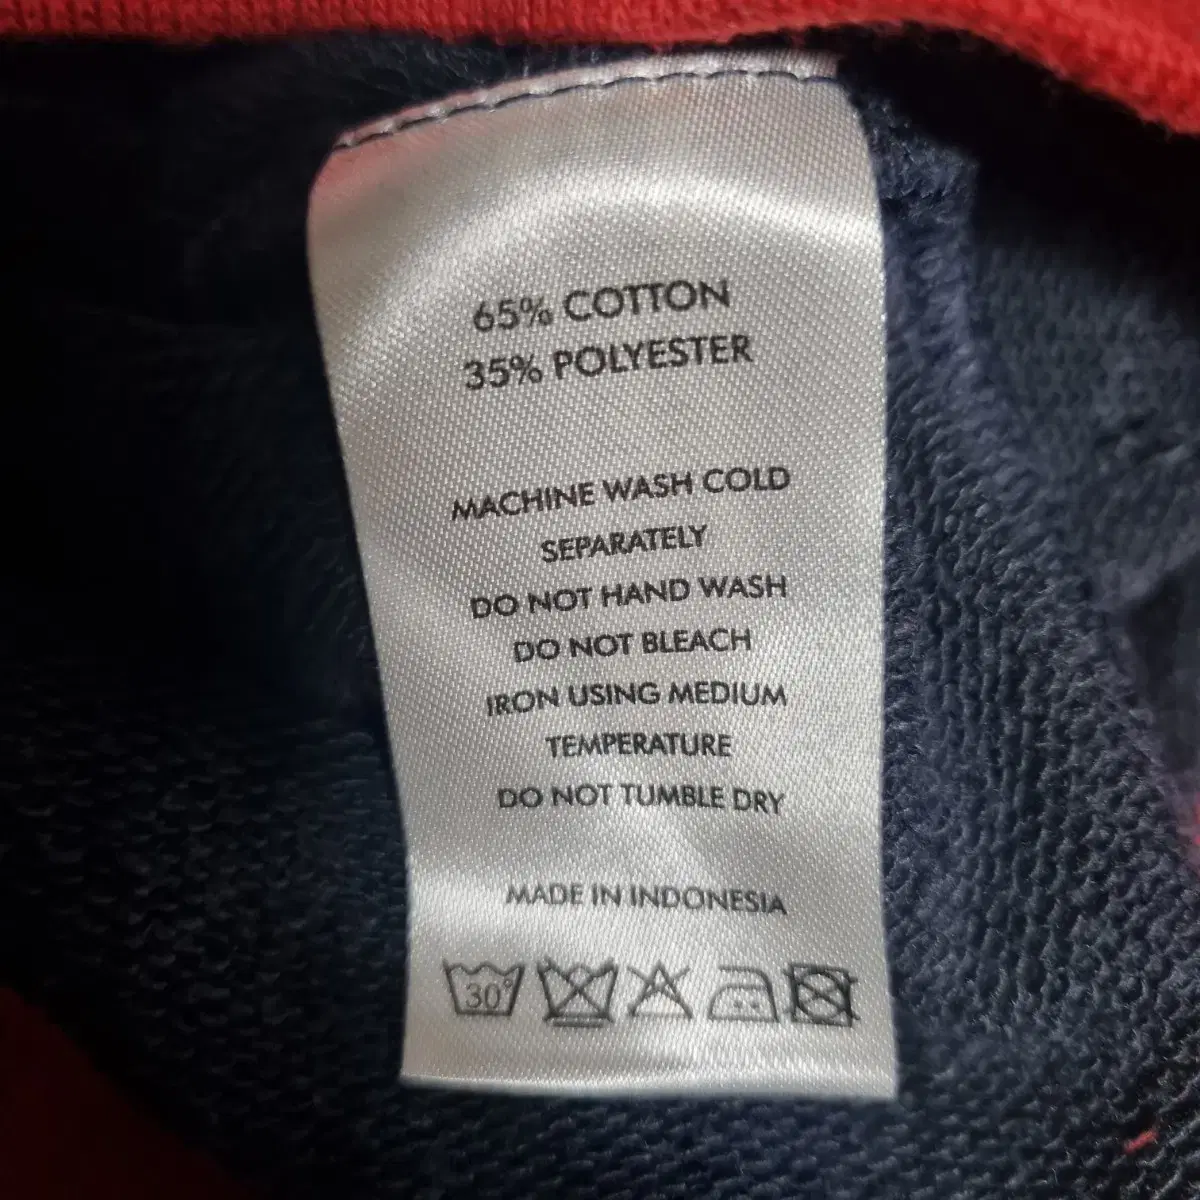 65% COTTON
35% POLYESTER
MACHINE WASH COLD
SEPARATELY
DO NOT HAND WASH
DO NOT BLEACH
IRON USING MEDIUM
TEMPERATURE
DO NOT TUMBLE DRY
MADE IN INDONESIA
30°